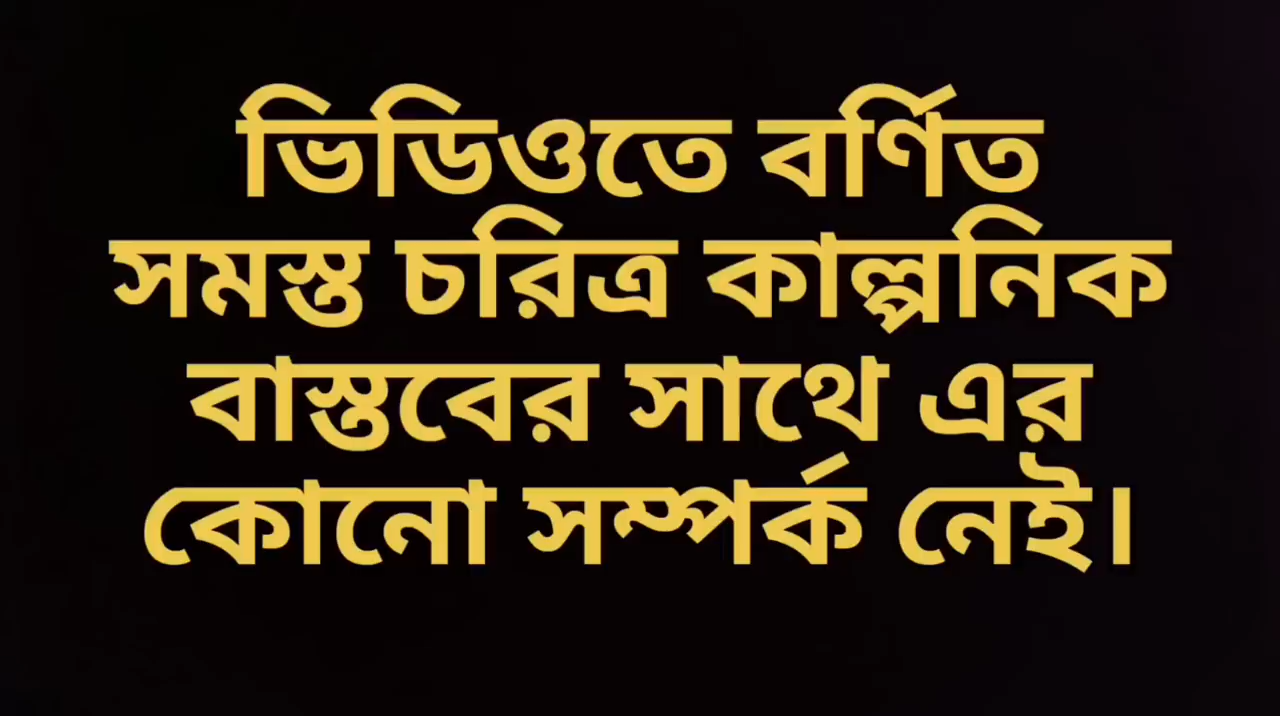 ভিডিওতে বর্ণিত
সমস্ত চরিত্র কাল্পনিক
বাস্তবের সাথে এর
কোনো সম্পর্ক নেই।